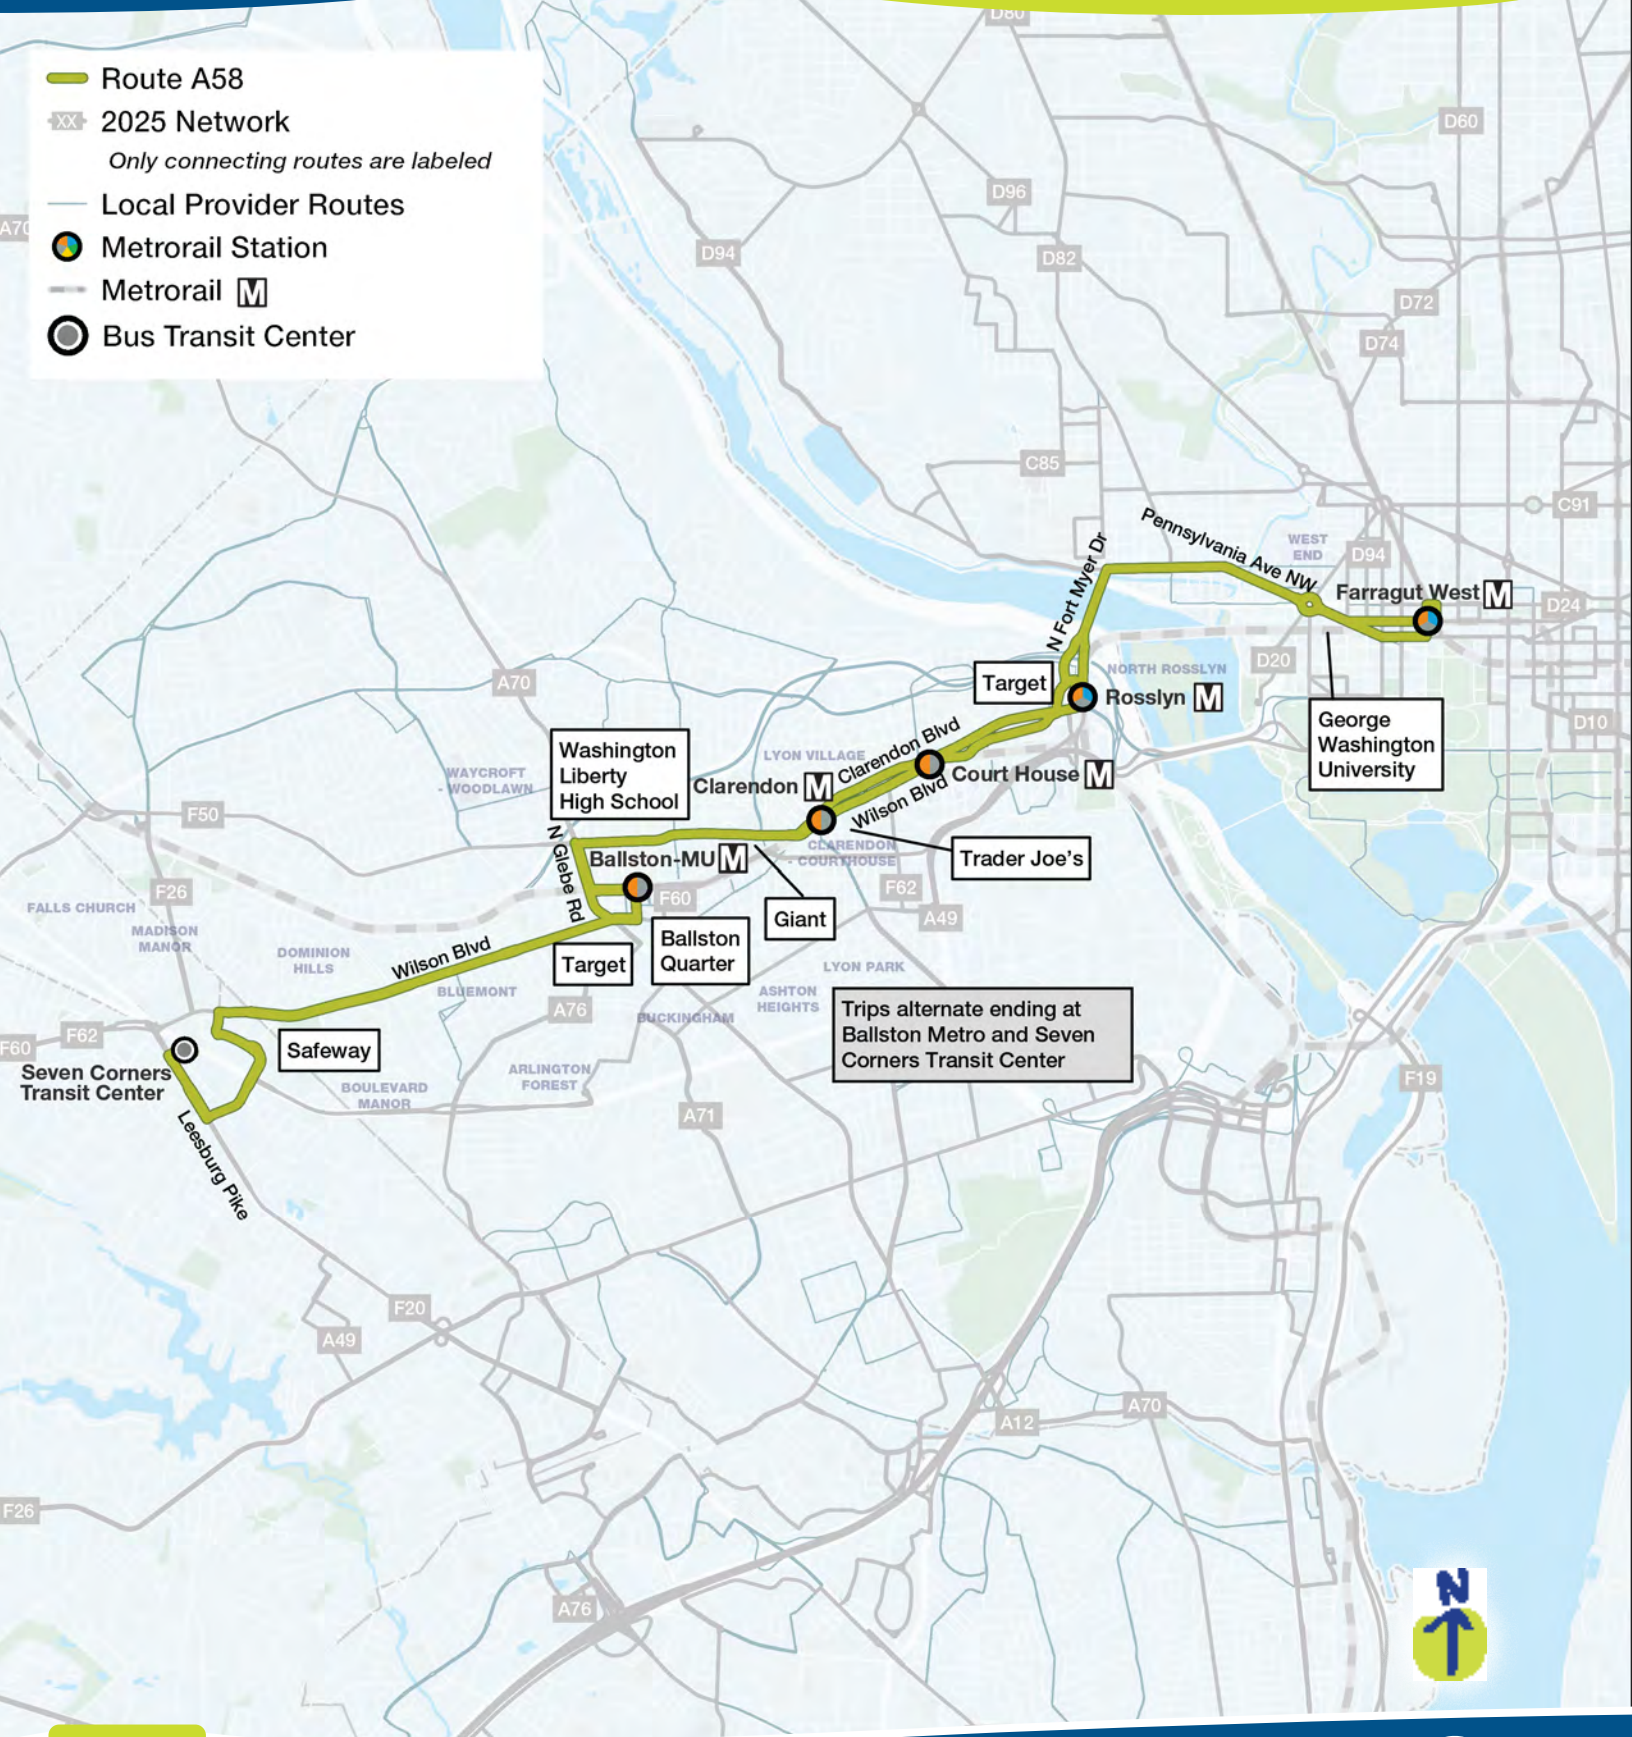 Route A58
XX 2025 Network
Only connecting routes are labeled
Local Provider Routes
Metrorail Station
Metrorail M
Bus Transit Center
D80
D60
D96
A70
D94
D82
D72
D74
C85
C91
Pennsylvania Ave NW
WEST
END
D94
N Fort Myer Dr
Farragut West M
D24
D20
NORTH ROSSLYN
A70
Target
Rosslyn M
George
Washington
University
D10
Washington
Liberty
High School
LYON VILLAGE
Clarendon Blvd
WAYCROFT
- WOODLAWN
Clarendon M
Court House M
Wilson Blvd
F50
N Glebe Rd
Ballston-MU M
CLARENDON
- COURTHOUSE
Trader Joe's
F26
F60
F62
Giant
A49
FALLS CHURCH
MADISON
MANOR
DOMINION
HILLS
Wilson Blvd
Target
Ballston
Quarter
LYON PARK
BLUEMONT
A76
BUCKINGHAM
ASHTON
HEIGHTS
Trips alternate ending at
Ballston Metro and Seven
Corners Transit Center
F60
F62
Safeway
Seven Corners
Transit Center
ARLINGTON
FOREST
BOULEVARD
MANOR
F19
A71
Leesburg Pike
F20
A49
A12
A70
F26
A76
N